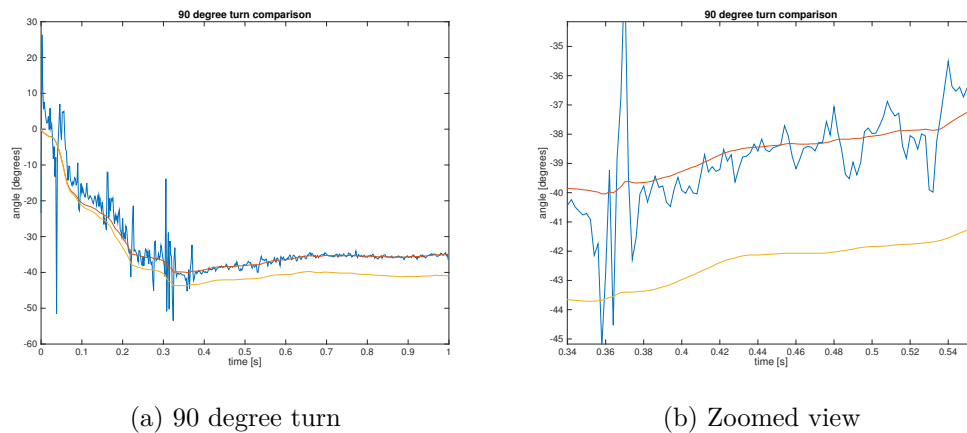 90 degree turn comparison
30
20
10
0
-10
-20
-30
-40
-50
-60
angle [degrees]
0 0.1 0.2 0.3 0.4 0.5 0.6 0.7 0.8 0.9 1
time [s]
(a) 90 degree turn
90 degree turn comparison
-35
-36
-37
-38
-39
-40
-41
-42
-43
-44
-45
angle [degrees]
0.34 0.36 0.38 0.4 0.42 0.44 0.46 0.48 0.5 0.52 0.54
time [s]
(b) Zoomed view